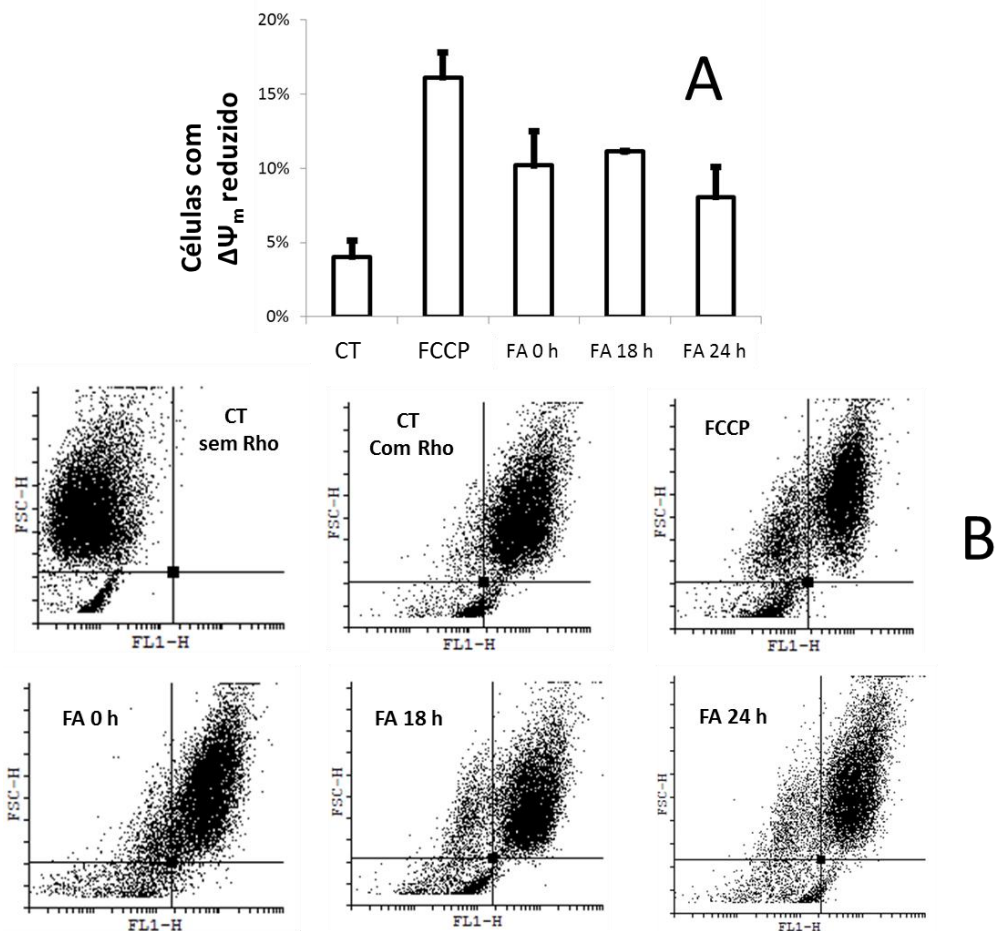 20%
15%
10%
5%
0%
Células com
ΔΨm reduzido
A
CT
FCCP
FA 0 h
FA 18 h
FA 24 h
CT
sem Rho
FSC-H
FL1-H
CT
Com Rho
FSC-H
FL1-H
FCCP
FSC-H
FL1-H
B
FA 0 h
FSC-H
FL1-H
FA 18 h
FSC-H
FL1-H
FA 24 h
FSC-H
FL1-H